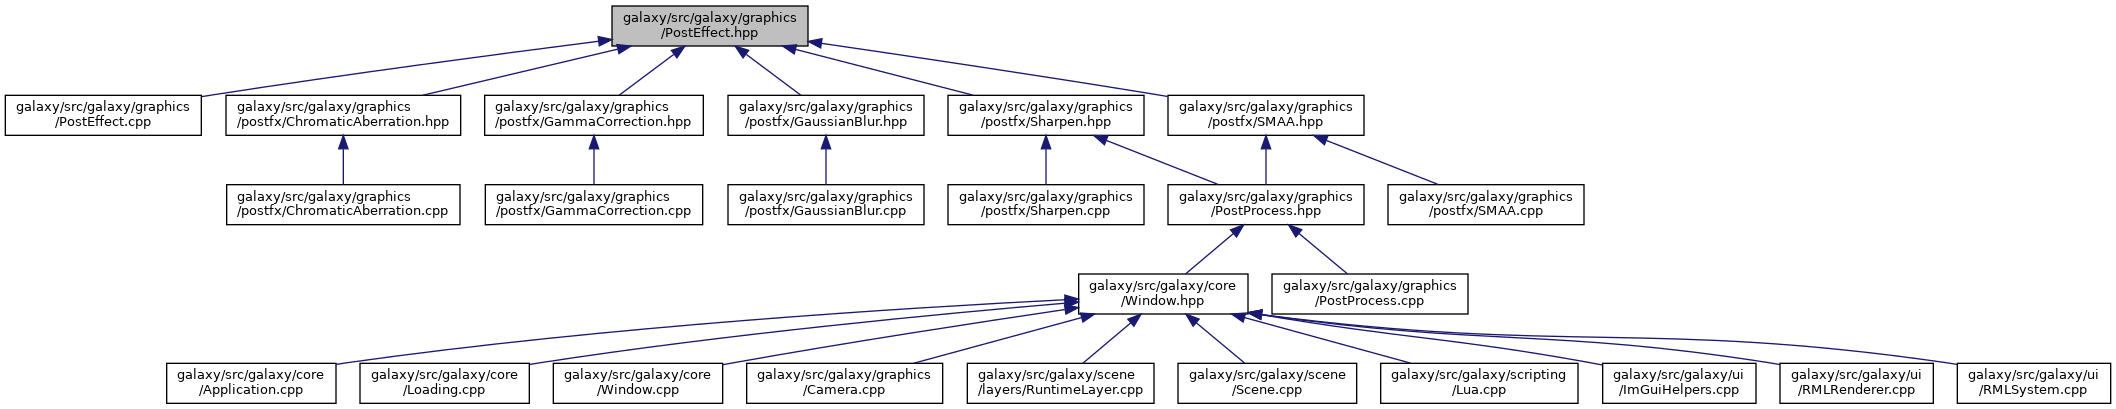 galaxy/src/galaxy/graphics
/PostEffect.hpp
galaxy/src/galaxy/graphics
/PostEffect.cpp
galaxy/src/galaxy/graphics
/postfx/ChromaticAberration.hpp
galaxy/src/galaxy/graphics
/postfx/GammaCorrection.hpp
galaxy/src/galaxy/graphics
/postfx/GaussianBlur.hpp
galaxy/src/galaxy/graphics
/postfx/Sharpen.hpp
galaxy/src/galaxy/graphics
/postfx/SMAA.hpp
galaxy/src/galaxy/graphics
/postfx/ChromaticAberration.cpp
galaxy/src/galaxy/graphics
/postfx/GammaCorrection.cpp
galaxy/src/galaxy/graphics
/postfx/GaussianBlur.cpp
galaxy/src/galaxy/graphics
/postfx/Sharpen.cpp
galaxy/src/galaxy/graphics
/PostProcess.hpp
galaxy/src/galaxy/graphics
/postfx/SMAA.cpp
galaxy/src/galaxy/core
/Window.hpp
galaxy/src/galaxy/graphics
/PostProcess.cpp
galaxy/src/galaxy/core
/Application.cpp
galaxy/src/galaxy/core
/Loading.cpp
galaxy/src/galaxy/core
/Window.cpp
galaxy/src/galaxy/graphics
/Camera.cpp
galaxy/src/galaxy/scene
/layers/RuntimeLayer.cpp
galaxy/src/galaxy/scene
/Scene.cpp
galaxy/src/galaxy/scripting
/Lua.cpp
galaxy/src/galaxy/ui
/ImGuiHelpers.cpp
galaxy/src/galaxy/ui
/RMLRenderer.cpp
galaxy/src/galaxy/ui
/RMLSystem.cpp